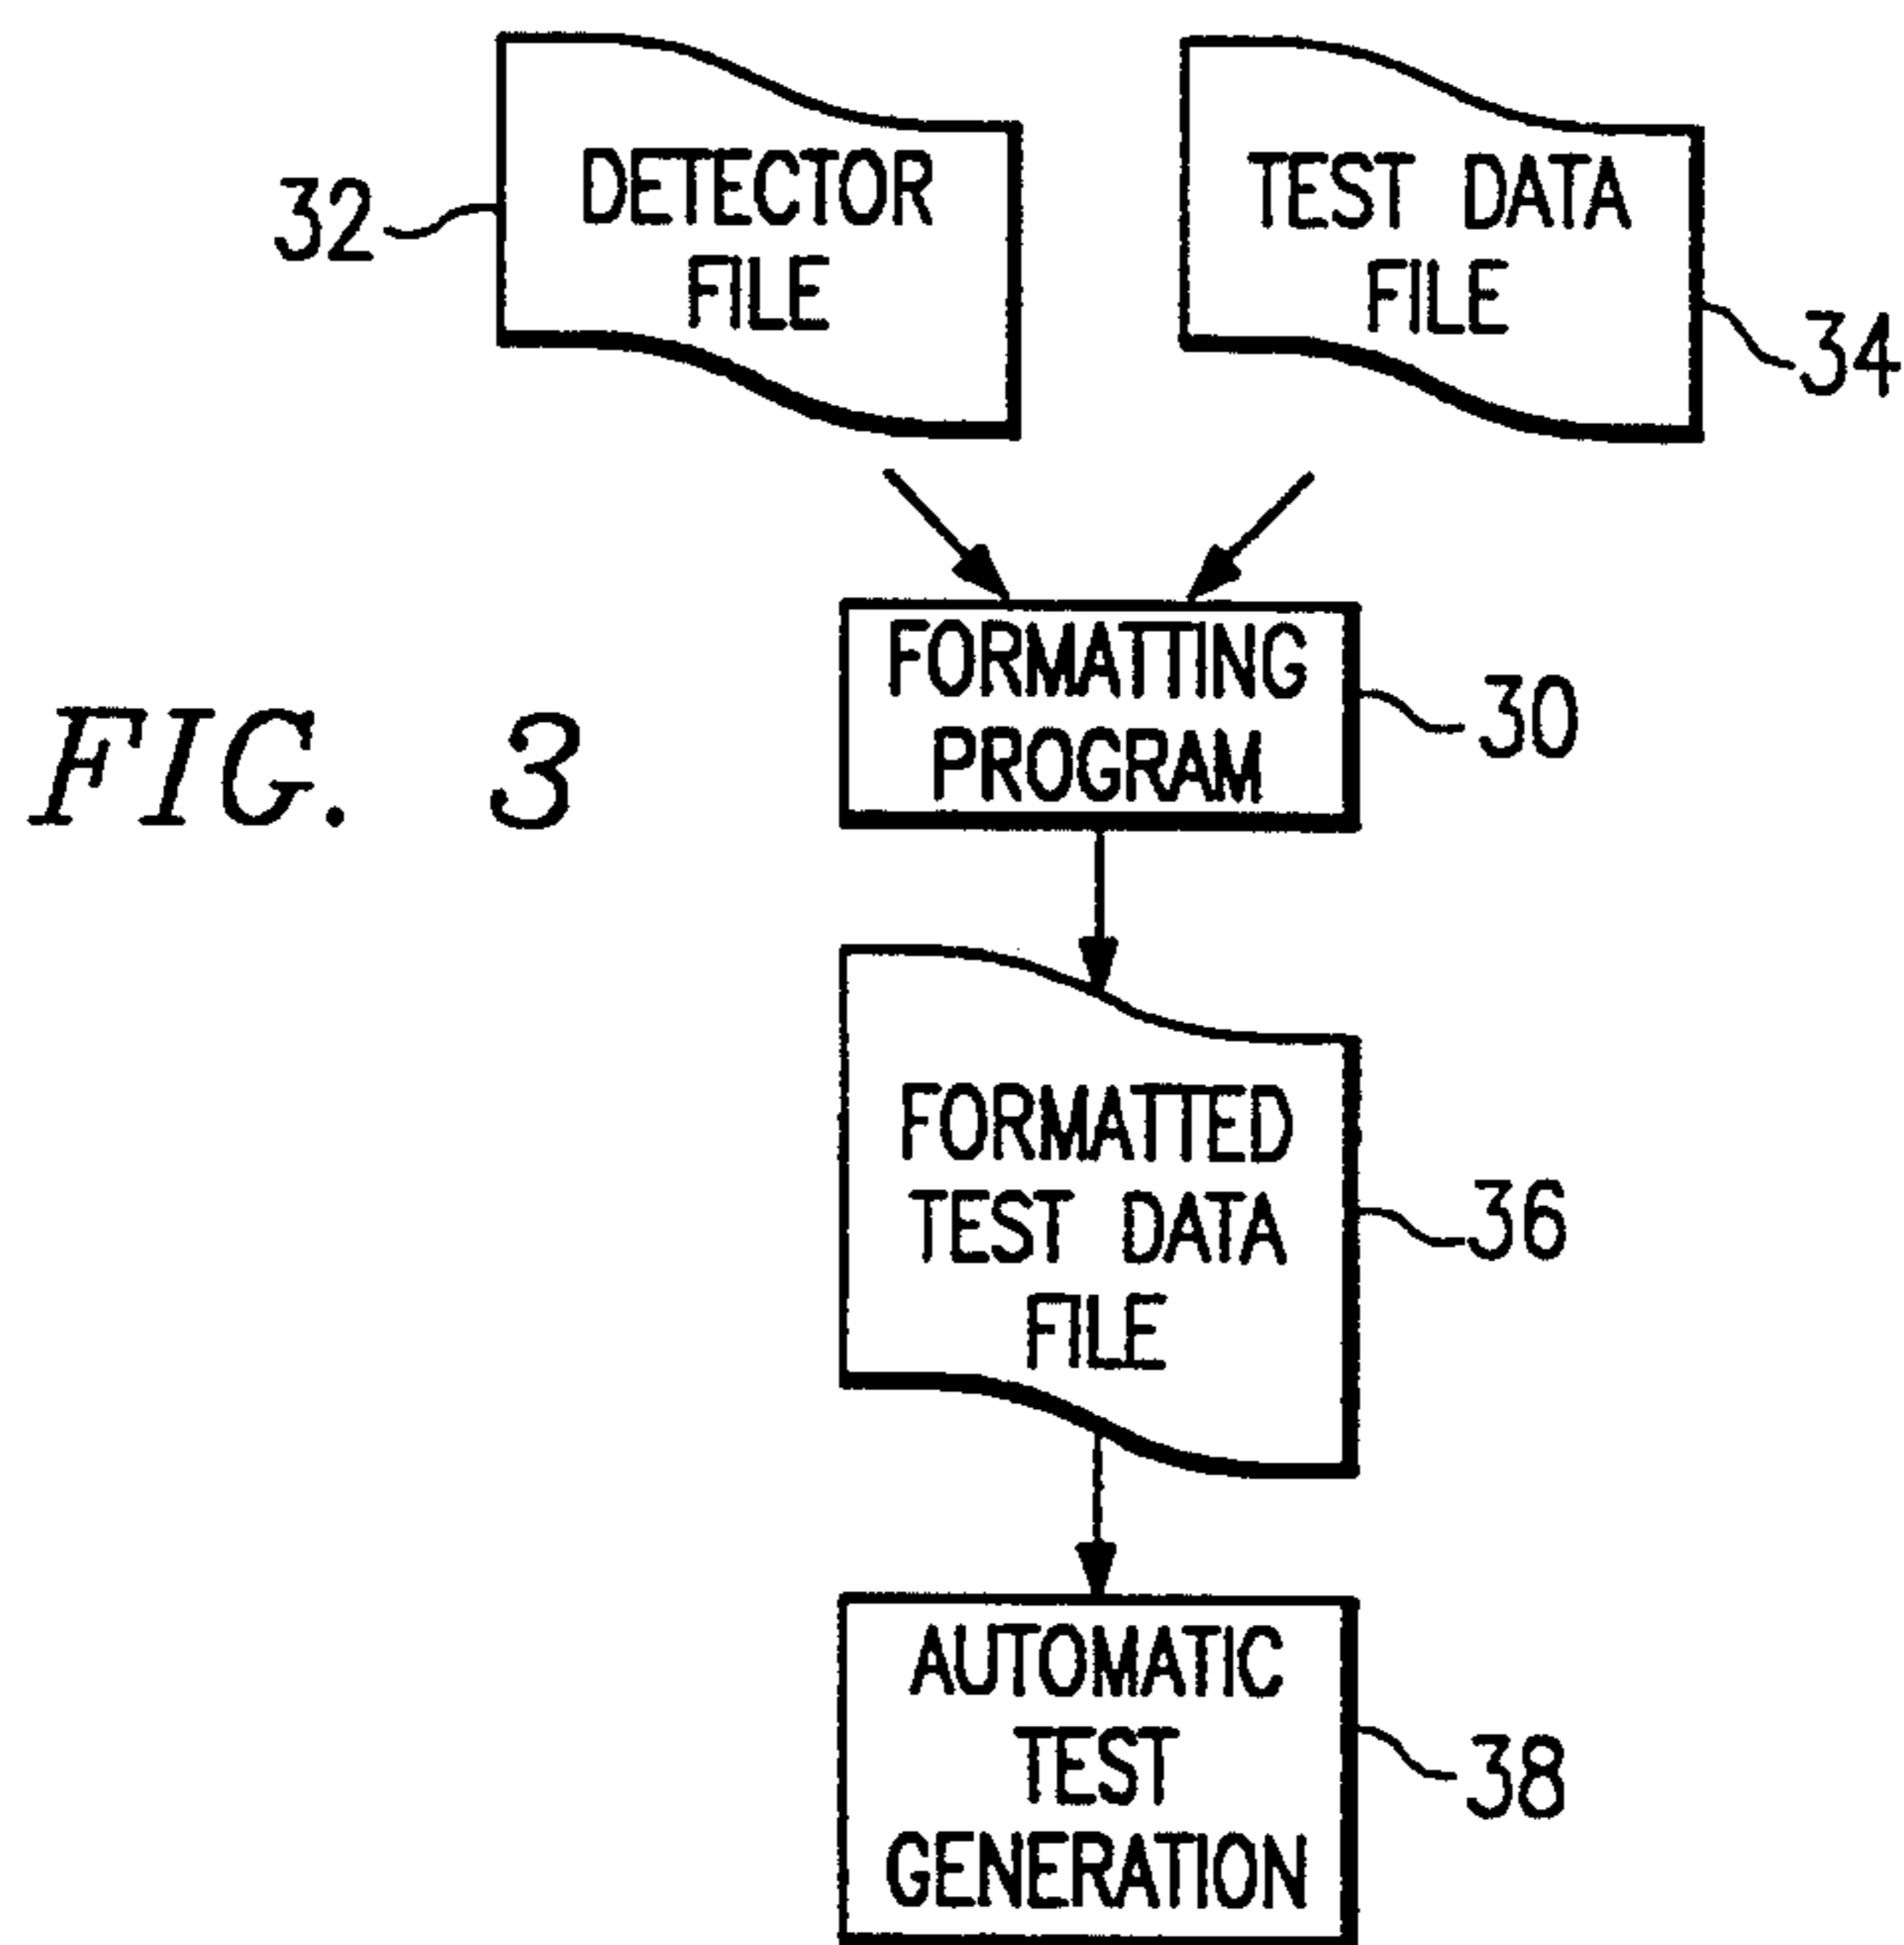 32
DETECTOR
FILE
TEST DATA
FILE
34
FORMATTING
PROGRAM
30
FIG. 3
FORMATTED
TEST DATA
FILE
36
AUTOMATIC
TEST
GENERATION
38